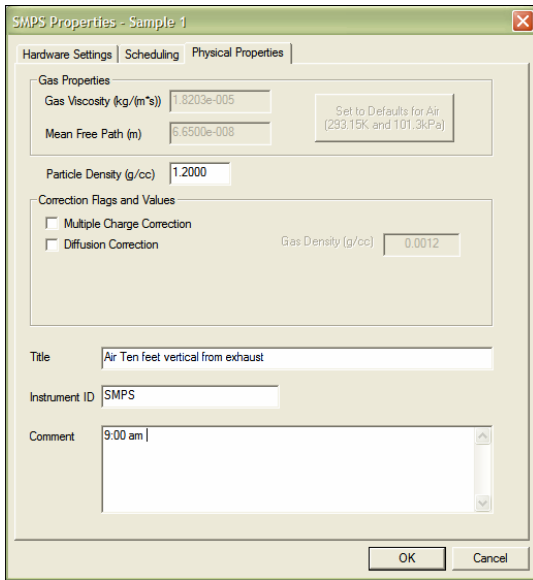 SMPS Properties - Sample 1
Hardware Settings Scheduling Physical Properties
Gas Properties
Gas Viscosity (kg/(m*s)) 1.8203e-005
Set to Defaults for Air
(293.15K and 101.3kPa)
Mean Free Path (m) 6.6500e-008
Particle Density (g/cc) 1.2000
Correction Flags and Values
Multiple Charge Correction
Diffusion Correction Gas Density (g/cc) 0.0012
Title Air Ten feet vertical from exhaust
Instrument ID SMPS
Comment 9:00 am
OK Cancel